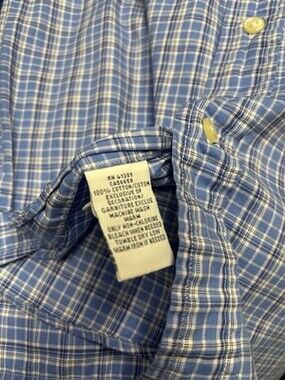 RN 41381
CA54459
100% COTTON/COTON
EXCLUSIVE OF
DECORATION/
GARNITURE EXCLUE
MACHINE WASH
WARM
ONLY NON-CHLORINE
BLEACH WHEN NEEDED
TUMBLE DRY LOW
WARM IRON IF NEEDED